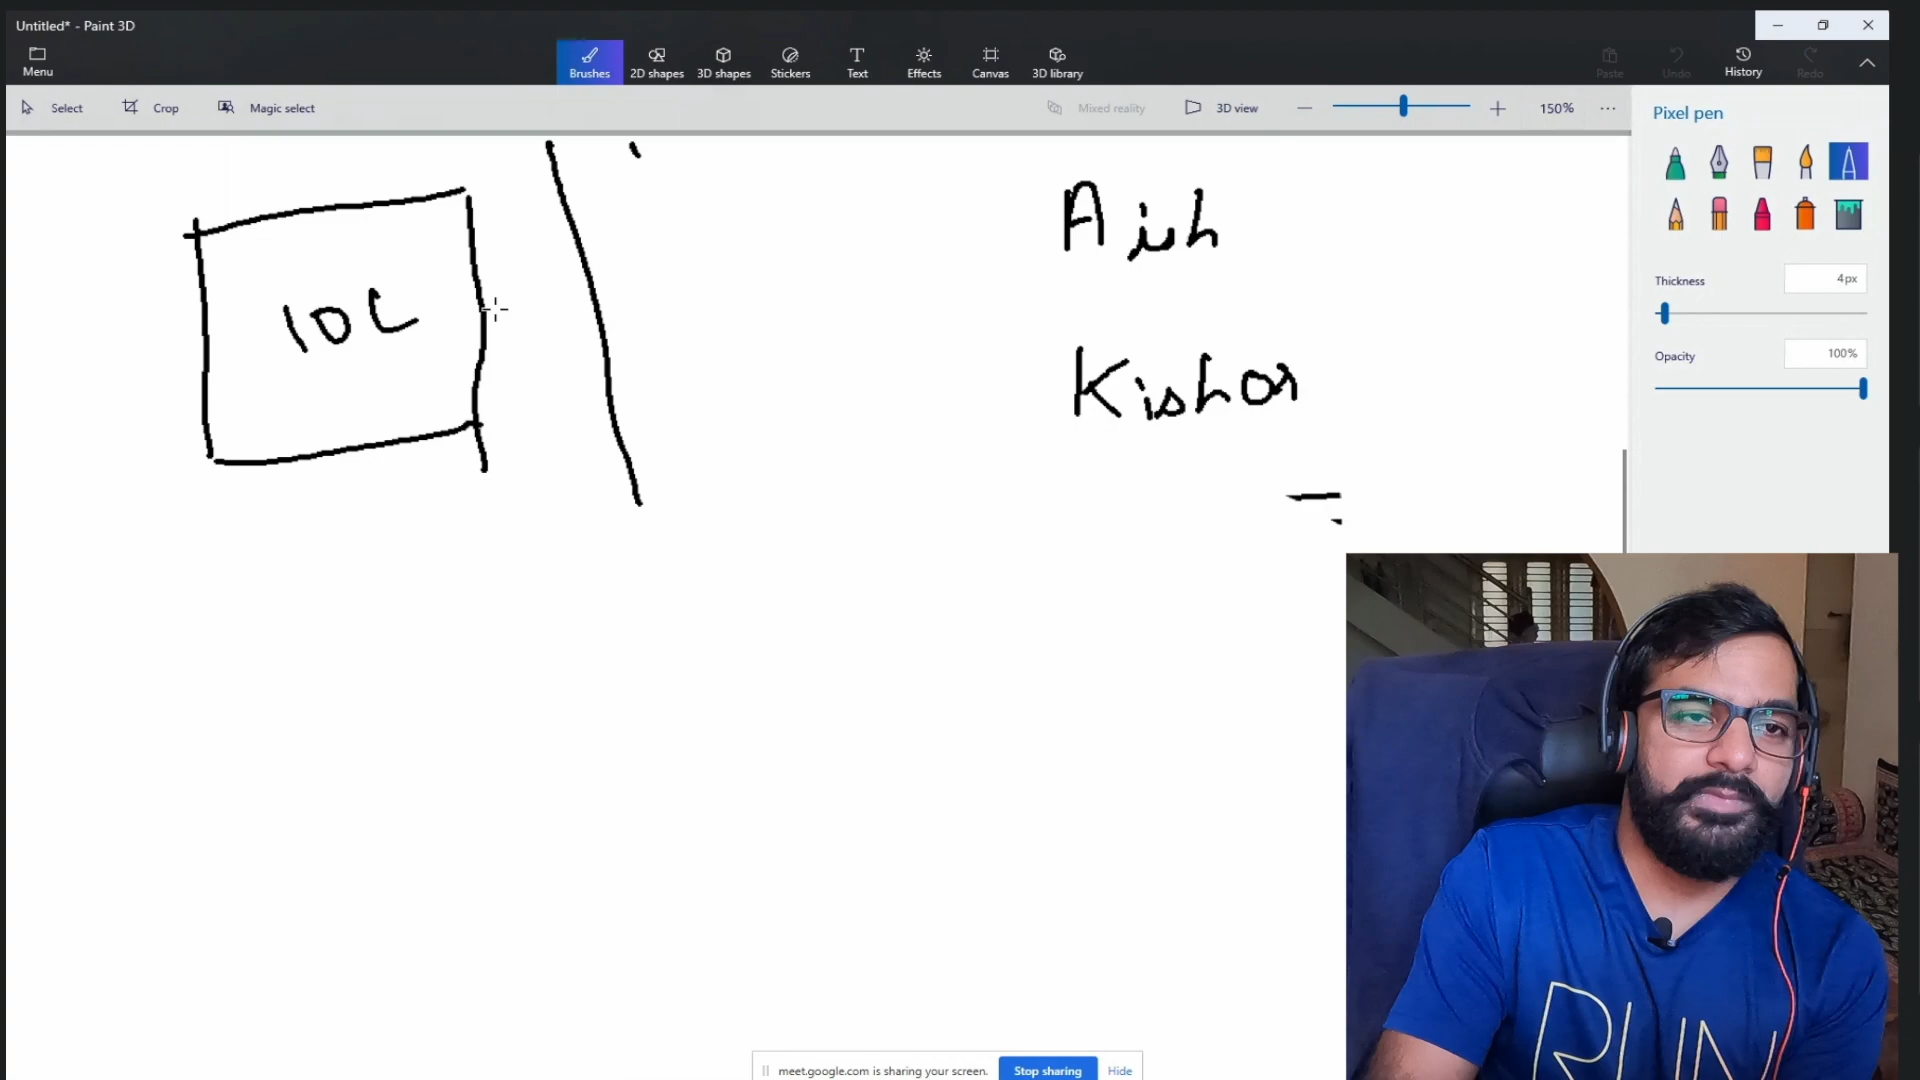 Untitled* - Paint 3D
Menu
Brushes
2D shapes
3D shapes
Stickers
Text
Effects
Canvas
3D library
Paste
Undo
History
Redo
Select
Crop
Magic select
Mixed reality
3D view
150%
Pixel pen
Thickness
4px
Opacity
100%
Kishor
RUN
meet.google.com is sharing your screen.
Stop sharing
Hide